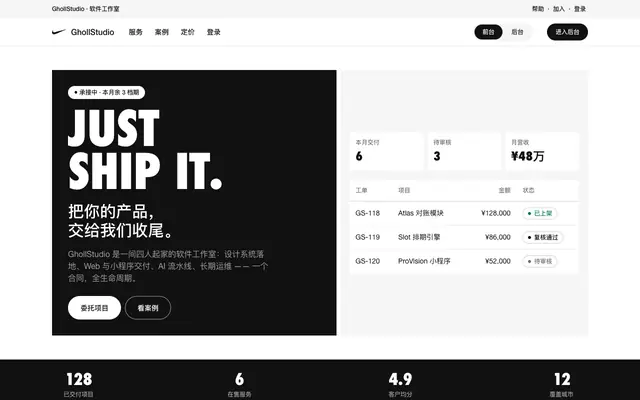 GhollStudio · 软件工作室
帮助 · 加入 · 登录
GhollStudio 服务 案例 定价 登录
前台 后台 进入后台
承接中 · 本月余 3 档期
JUST
SHIP IT.
把你的产品，
交给我们收尾。
GhollStudio 是一间四人起家的软件工作室：设计系统落
地、Web 与小程序交付、AI 流水线、长期运维 —— 一个
合同，全生命周期。
委托项目 看案例
本月交付 待审核 月营收
6 3 ¥48万
工单 项目 金额 状态
GS-118 Atlas 对账模块 ¥128,000 已上架
GS-119 Slot 排期引擎 ¥86,000 复核通过
GS-120 ProVision 小程序 ¥52,000 待审核
128 6 4.9 12
已交付项目 在售服务 客户均分 覆盖城市